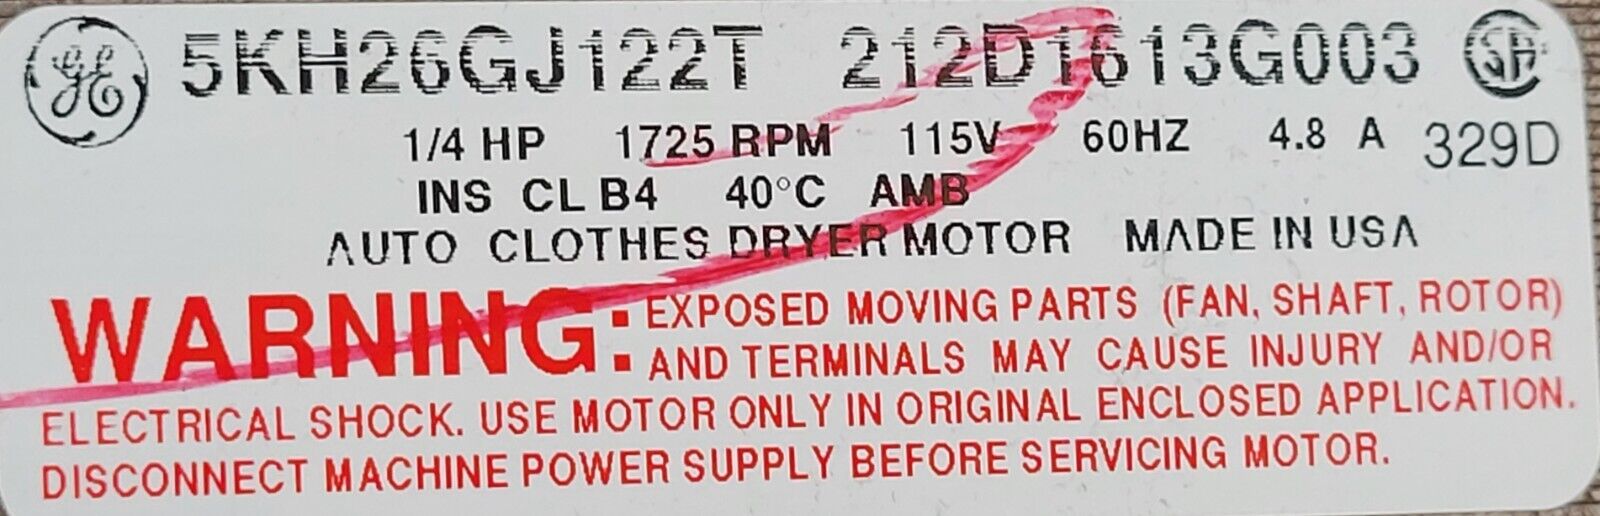 GE 5KH26GJ122T 212D1613G003 SA
1/4 HP 1725 RPM 115V 60HZ 4.8 A 329D
INS CL B4 40°C AMB
AUTO CLOTHES DRYER MOTOR MADE IN USA
WARNING: EXPOSED MOVING PARTS (FAN, SHAFT, ROTOR)
AND TERMINALS MAY CAUSE INJURY AND/OR
ELECTRICAL SHOCK. USE MOTOR ONLY IN ORIGINAL ENCLOSED APPLICATION.
DISCONNECT MACHINE POWER SUPPLY BEFORE SERVICING MOTOR.